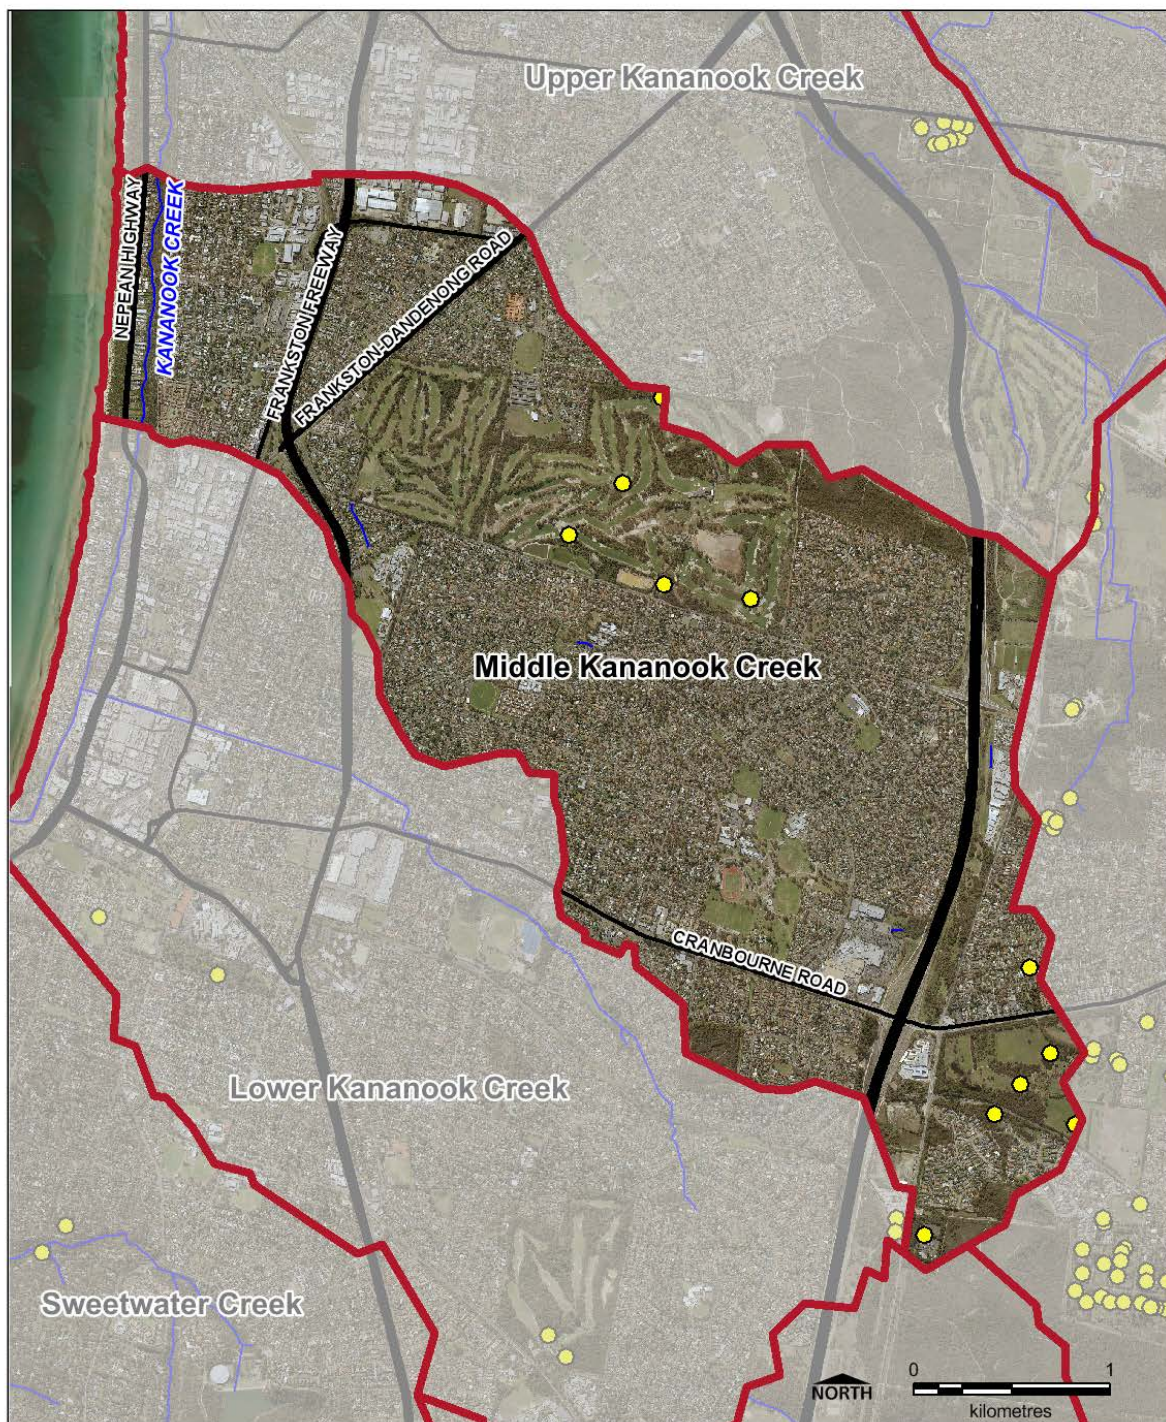 Upper Kananook Creek
NEPEAN HIGHWAY
KANANOOK CREEK
FRANKSTON FREEWAY
FRANKSTON-DANDENONG ROAD
Middle Kananook Creek
CRANBOURNE ROAD
Lower Kananook Creek
Sweetwater Creek
NORTH
0 1
kilometres